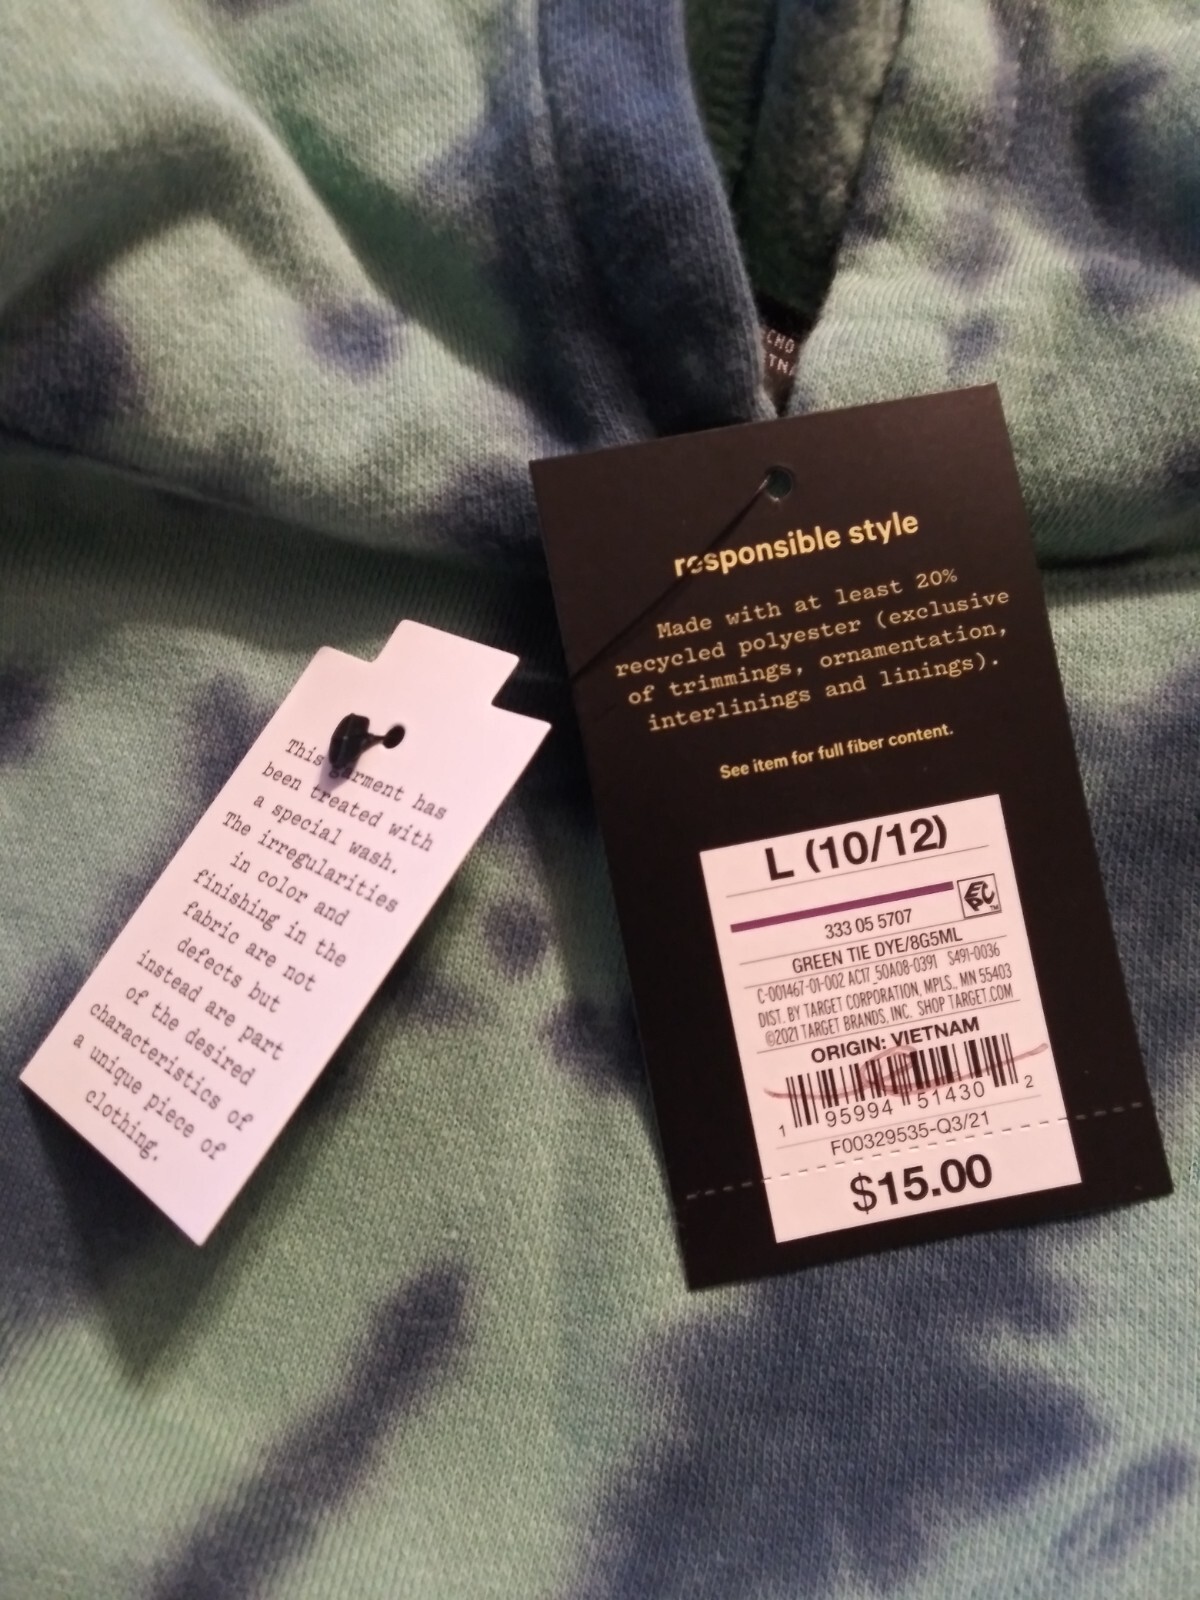 CHO
TN
responsible style
Made with at least 20%
recycled polyester (exclusive
of trimmings, ornamentation,
interlinings and linings).
See item for full fiber content.
L (10/12)
EPC™
333 05 5707
GREEN TIE DYE/8G5ML
C-001467-01-002 AC17_50A08-0391 S491-0036
DIST. BY TARGET CORPORATION, MPLS., MN 55403
©2021 TARGET BRANDS, INC. SHOP TARGET.COM
ORIGIN: VIETNAM
1 95994 51430 2
F00329535-Q3/21
$15.00
This garment has
been treated with
a special wash.
The irregularities
in color and
finishing in the
fabric are not
defects but
instead are part
of the desired
characteristics of
a unique piece of
clothing.